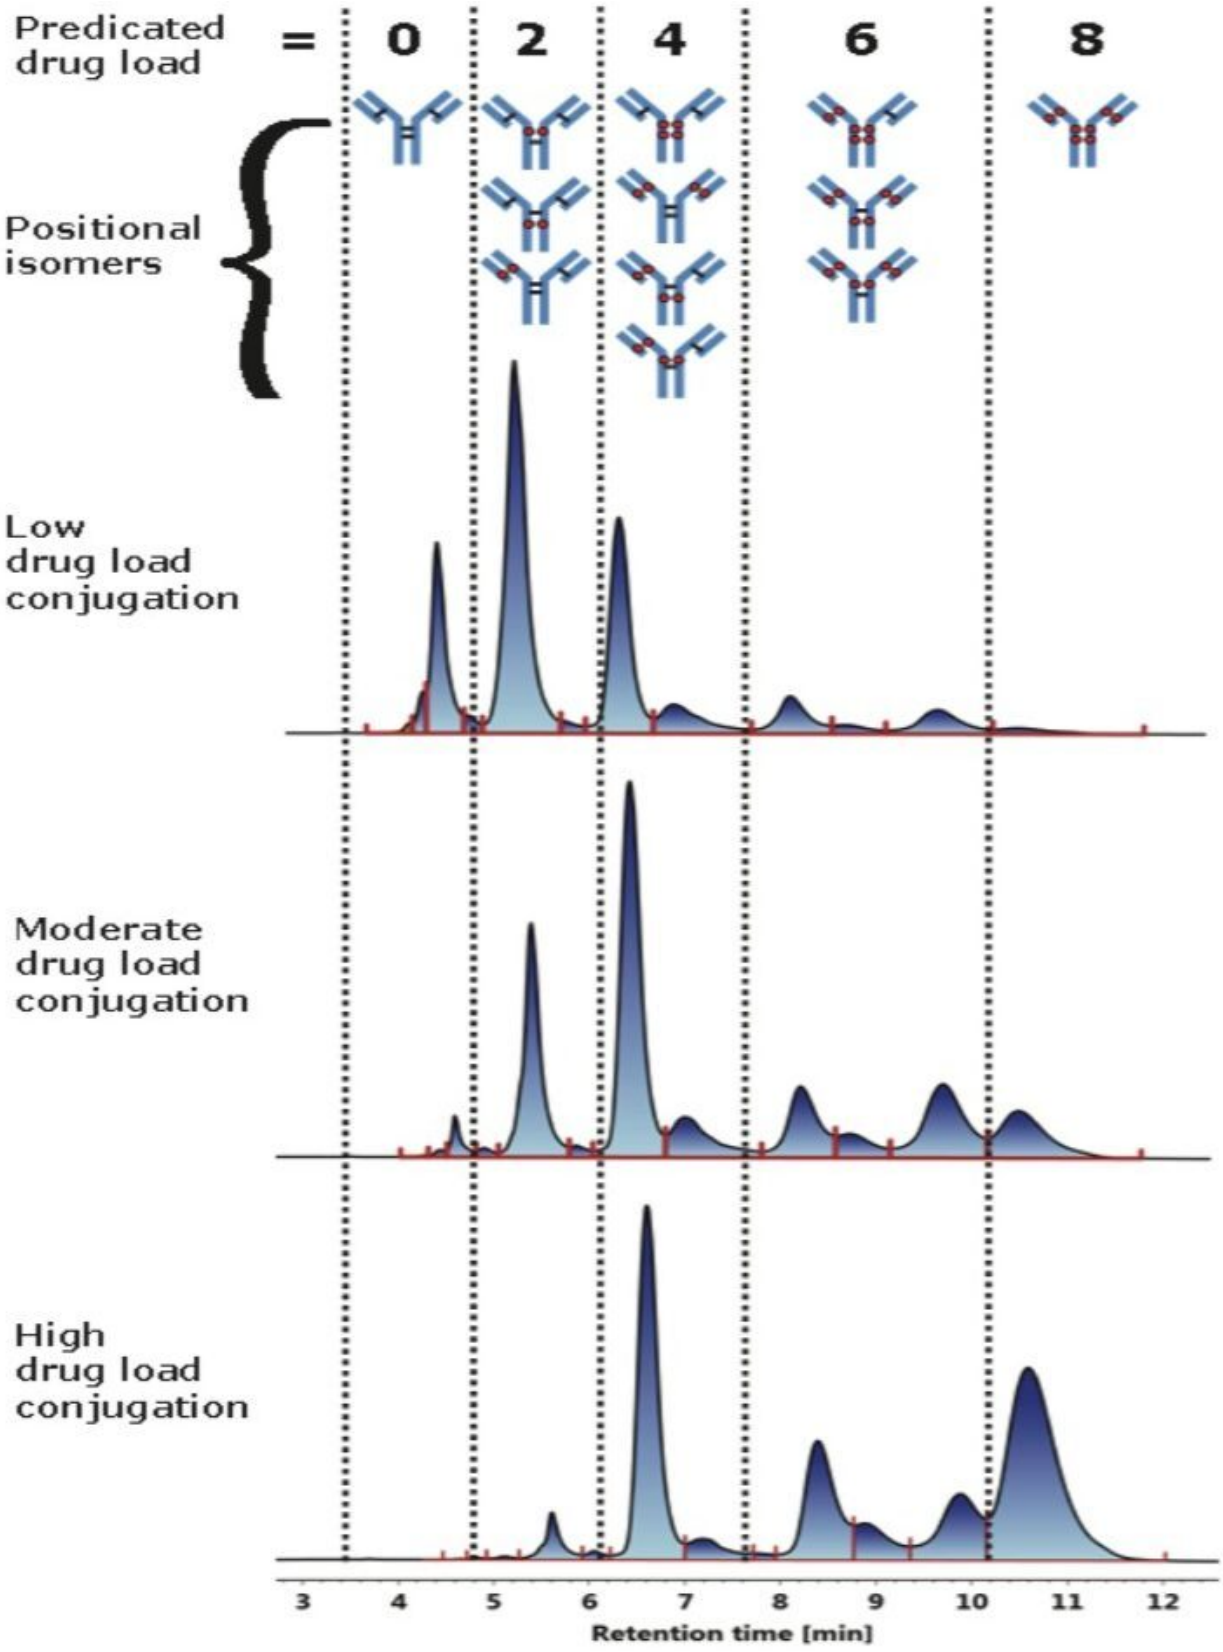 Predicated
drug load
= 0 2 4 6 8
Positional
isomers
Low
drug load
conjugation
Moderate
drug load
conjugation
High
drug load
conjugation
3 4 5 6 7 8 9 10 11 12
Retention time [min]